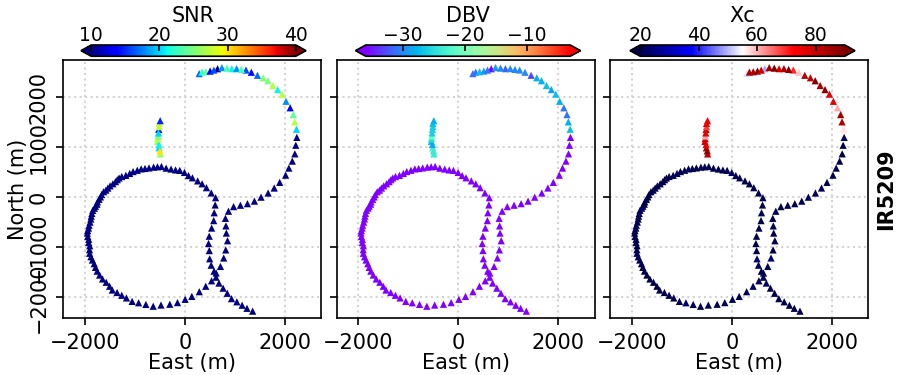 SNR DBV Xc
10 20 30 40 −30 −20 −10 20 40 60 80
North (m)
2000
1000
0
−1000
−2000
−2000 0 2000 −2000 0 2000 −2000 0 2000
East (m) East (m) East (m)
IR5209